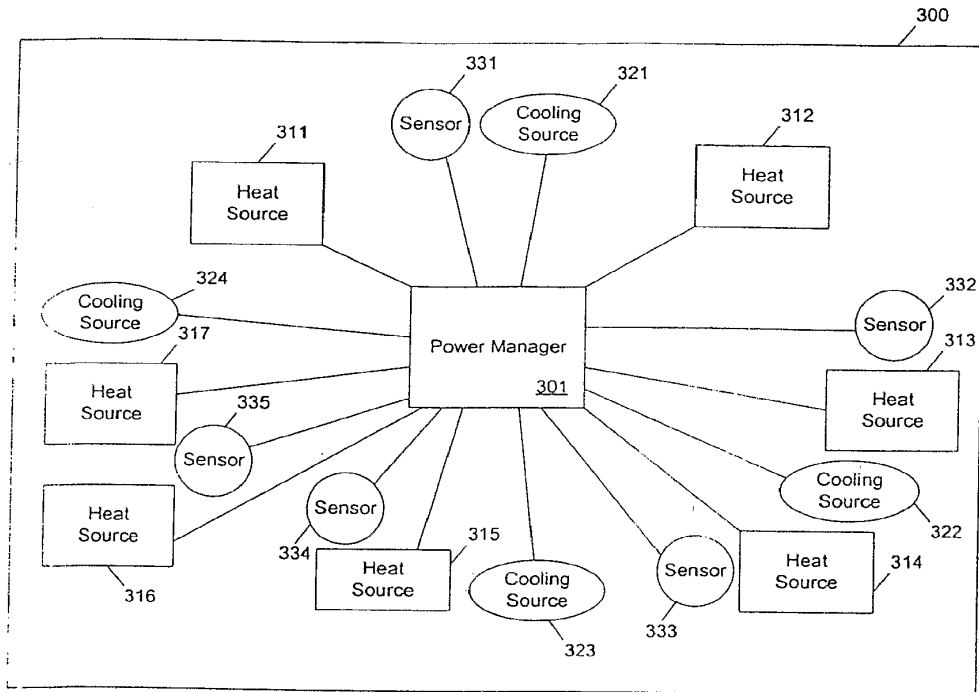 300
331
321
Sensor
Cooling
Source
311
312
Heat
Source
Heat
Source
324
Cooling
Source
332
Sensor
317
Power Manager
301
313
Heat
Source
Heat
Source
335
Sensor
Cooling
Source
322
Heat
Source
316
Sensor
334
315
Heat
Source
Cooling
Source
323
Sensor
333
Heat
Source
314